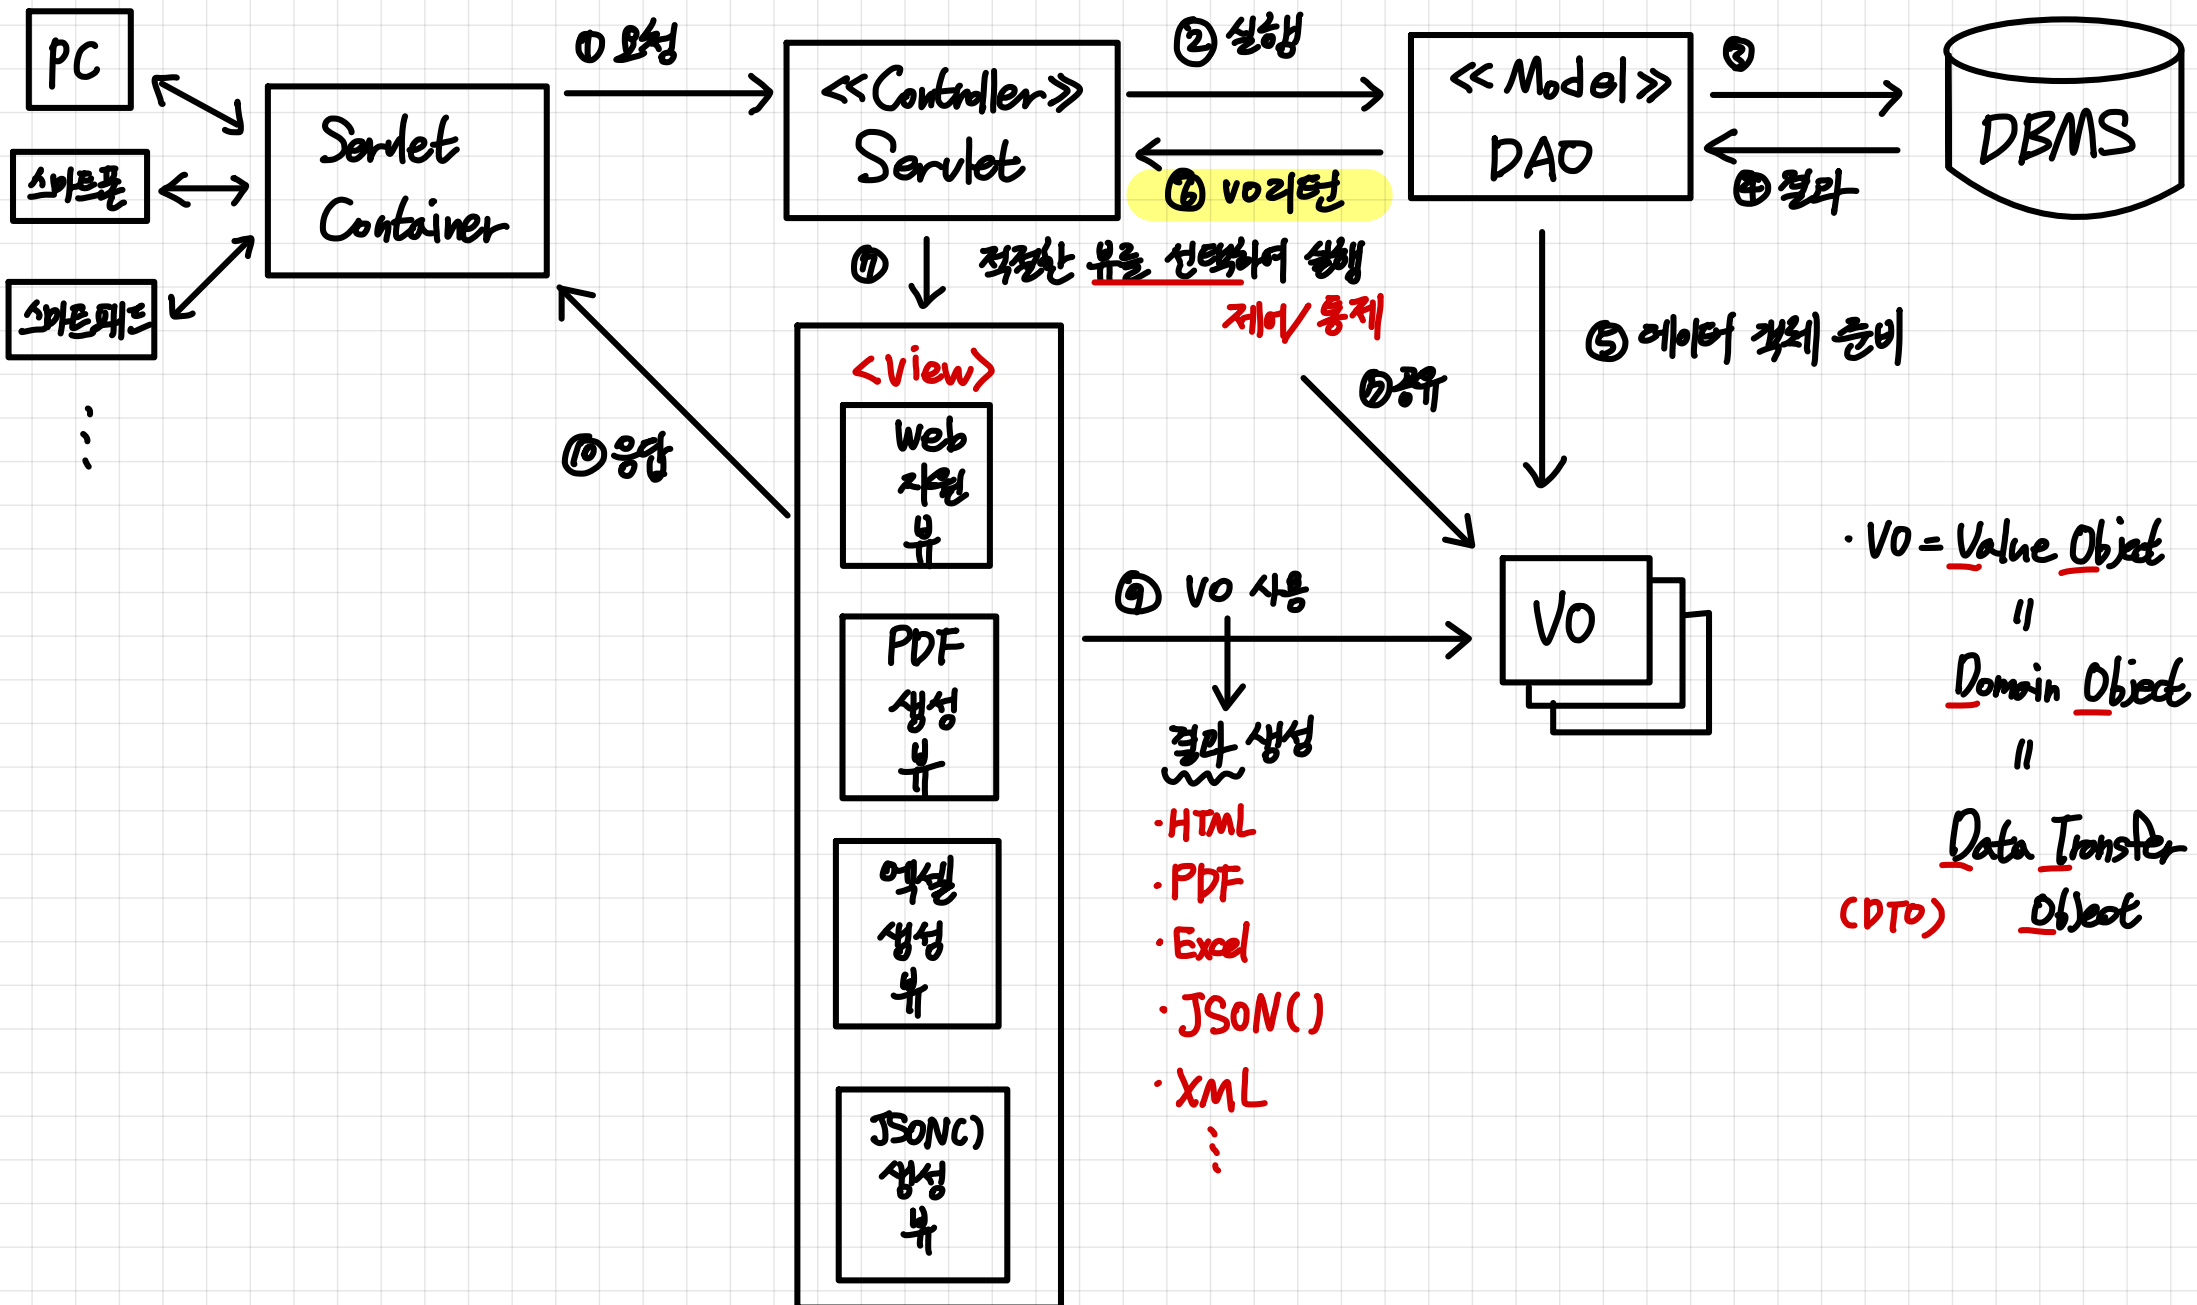 PC
스마트폰
스마트패드
Servlet
Container
① 요청
<<Controller>>
Servlet
② 실행
⑥ VO 리턴
<<Model>>
DAO
③
④ 결과
DBMS
⑦ 적절한 뷰를 선택하여 실행
제어/통제
⑤ 데이터 객체 준비
공유
⑩ 응답
<View>
Web
자원
뷰
PDF
생성
뷰
엑셀
생성
뷰
JSON()
생성
뷰
⑨ VO 사용
결과 생성
· HTML
· PDF
· Excel
· JSON()
· XML
VO
· VO = Value Object
=
Domain Object
=
Data Transfer
(DTO) Object